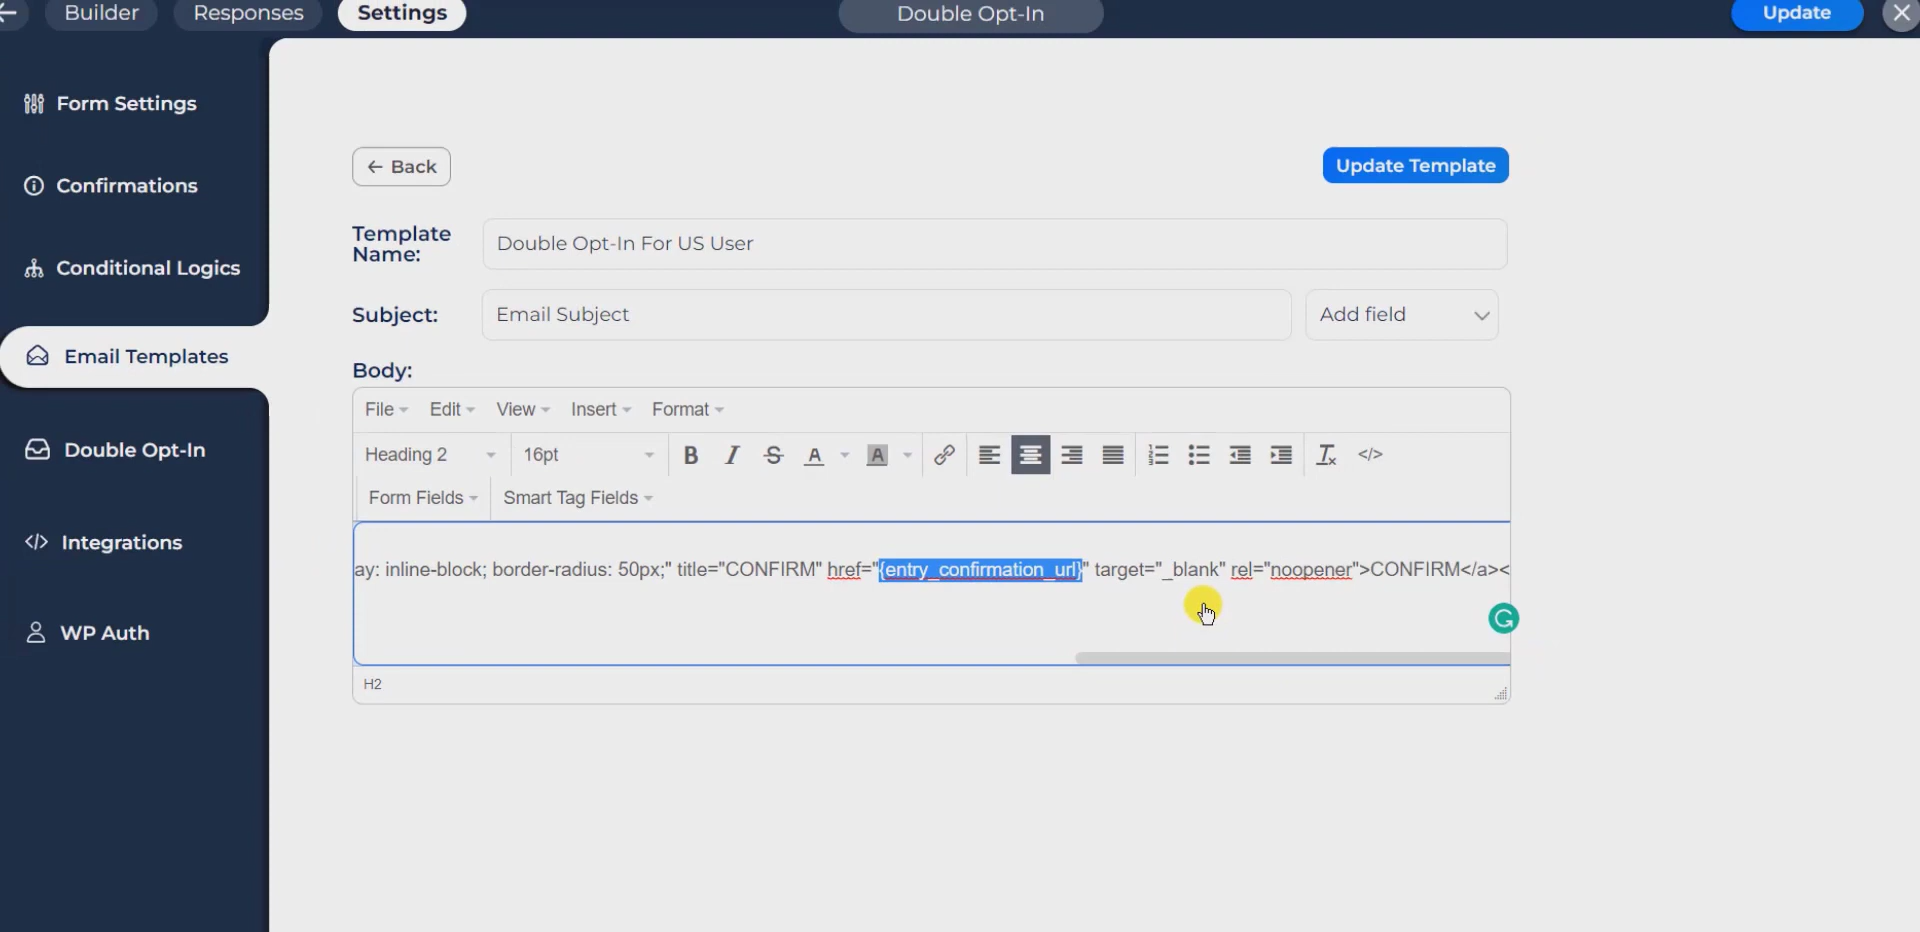 Builder
Responses
Settings
Double Opt-In
Update
Form Settings
Confirmations
Conditional Logics
Email Templates
Double Opt-In
Integrations
WP Auth
← Back
Update Template
Template
Name:
Double Opt-In For US User
Subject:
Email Subject
Add field
Body:
File
Edit
View
Insert
Format
Heading 2
16pt
Form Fields
Smart Tag Fields
ay: inline-block; border-radius: 50px;" title="CONFIRM" href="{entry_confirmation_url}" target="_blank" rel="noopener">CONFIRM</a><
H2